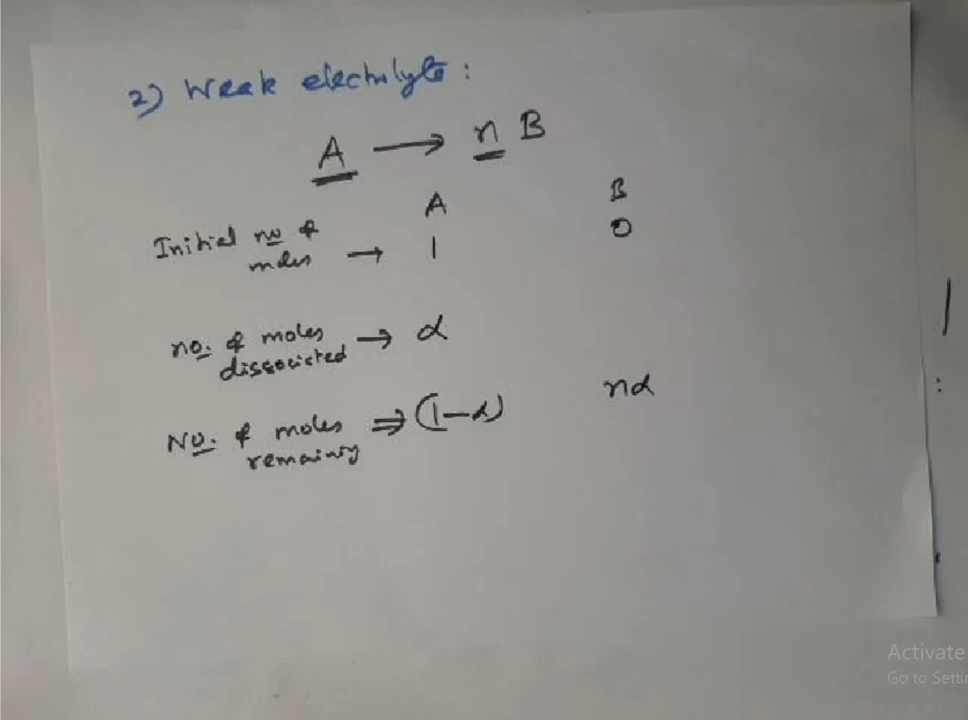 2) Weak electrolyte :
A → n B
A B
Initial no of moles → 1 0
no. of moles dissociated → α
No. of moles remaining ⇒ (1-α) nα
Activate
Go to Settin